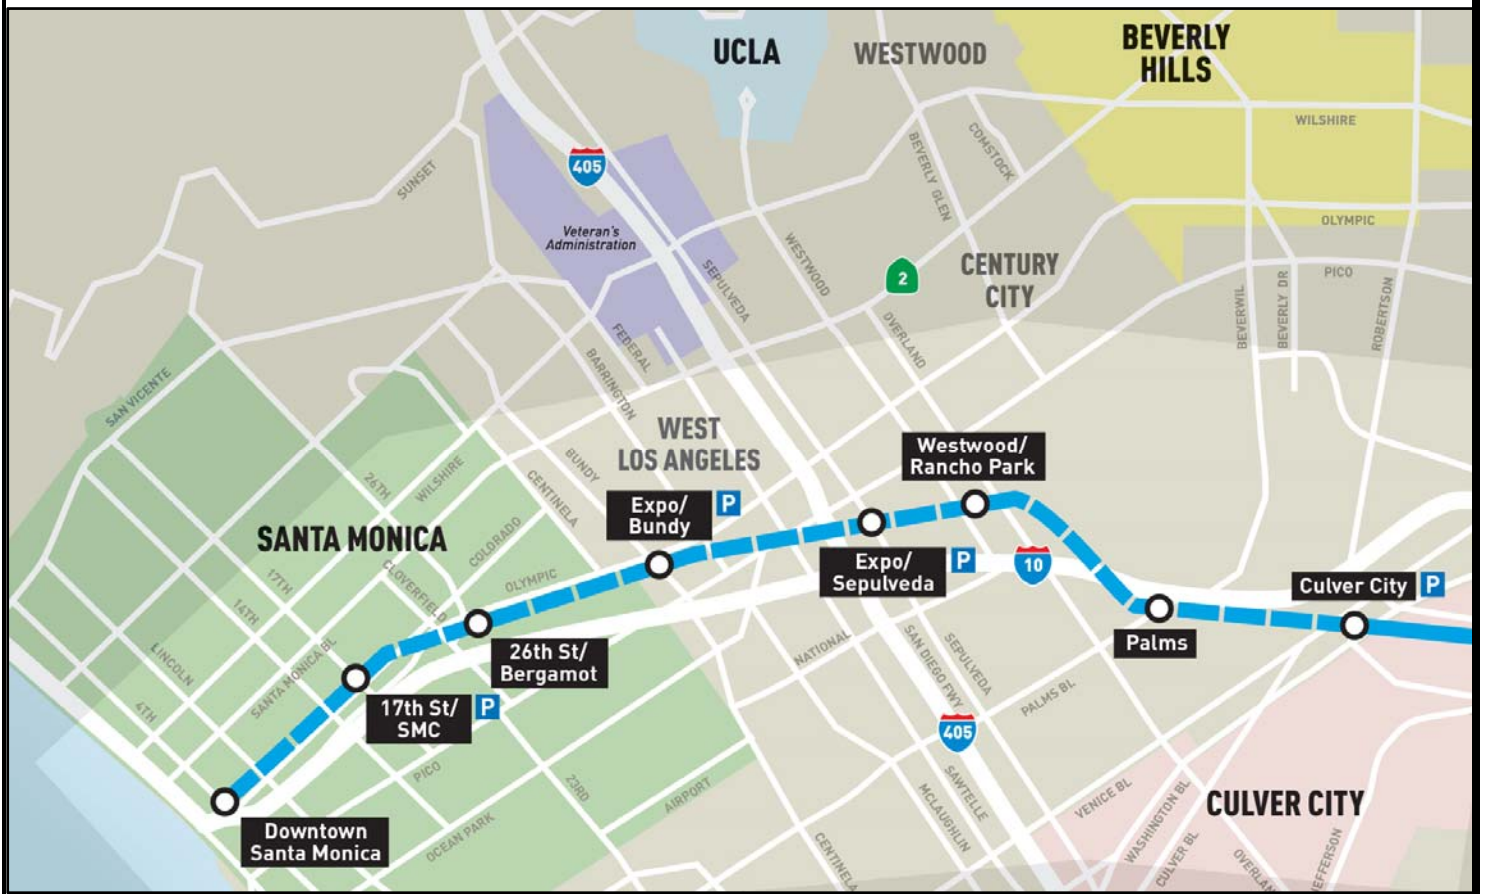 UCLA
WESTWOOD
BEVERLY
HILLS
WILSHIRE
COMSTOCK
BEVERLY GLEN
405
SUNSET
OLYMPIC
Veteran's
Administration
WESTWOOD
SEPULVEDA
2
CENTURY
CITY
PICO
BEVERWIL
BEVERLY DR
ROBERTSON
OVERLAND
FEDERAL
BARRINGTON
SAN VICENTE
WEST
LOS ANGELES
Westwood/
Rancho Park
BUNDY
CENTINELA
26TH
WILSHIRE
Expo/
Bundy
P
SANTA MONICA
COLORADO
OLYMPIC
CLOVERFIELD
Expo/
Sepulveda
P
10
Culver City
P
17TH
14TH
LINCOLN
SANTA MONICA BL
4TH
26th St/
Bergamot
Palms
NATIONAL
SAN DIEGO FWY
SEPULVEDA
PALMS BL
17th St/
SMC
P
405
PICO
23RD
AIRPORT
OCEAN PARK
SAWTELLE
MCLAUGHLIN
CENTINELA
VENICE BL
WASHINGTON BL
CULVER BL
CULVER CITY
OVERLAN
EFFERSON
Downtown
Santa Monica